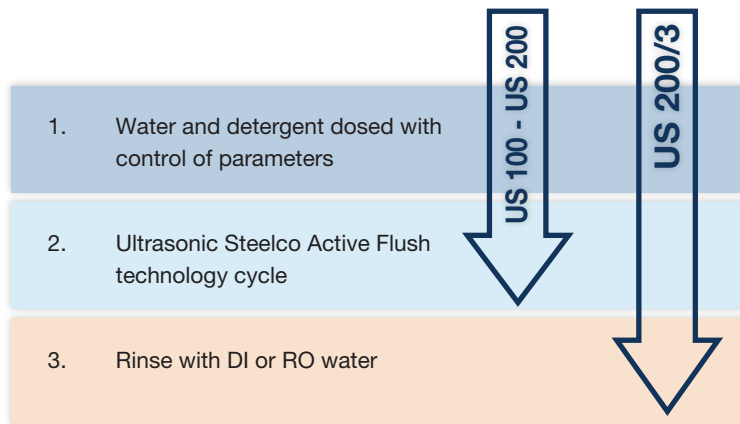 US 100 - US 200
US 200/3
1. Water and detergent dosed with
control of parameters
2. Ultrasonic Steelco Active Flush
technology cycle
3. Rinse with DI or RO water